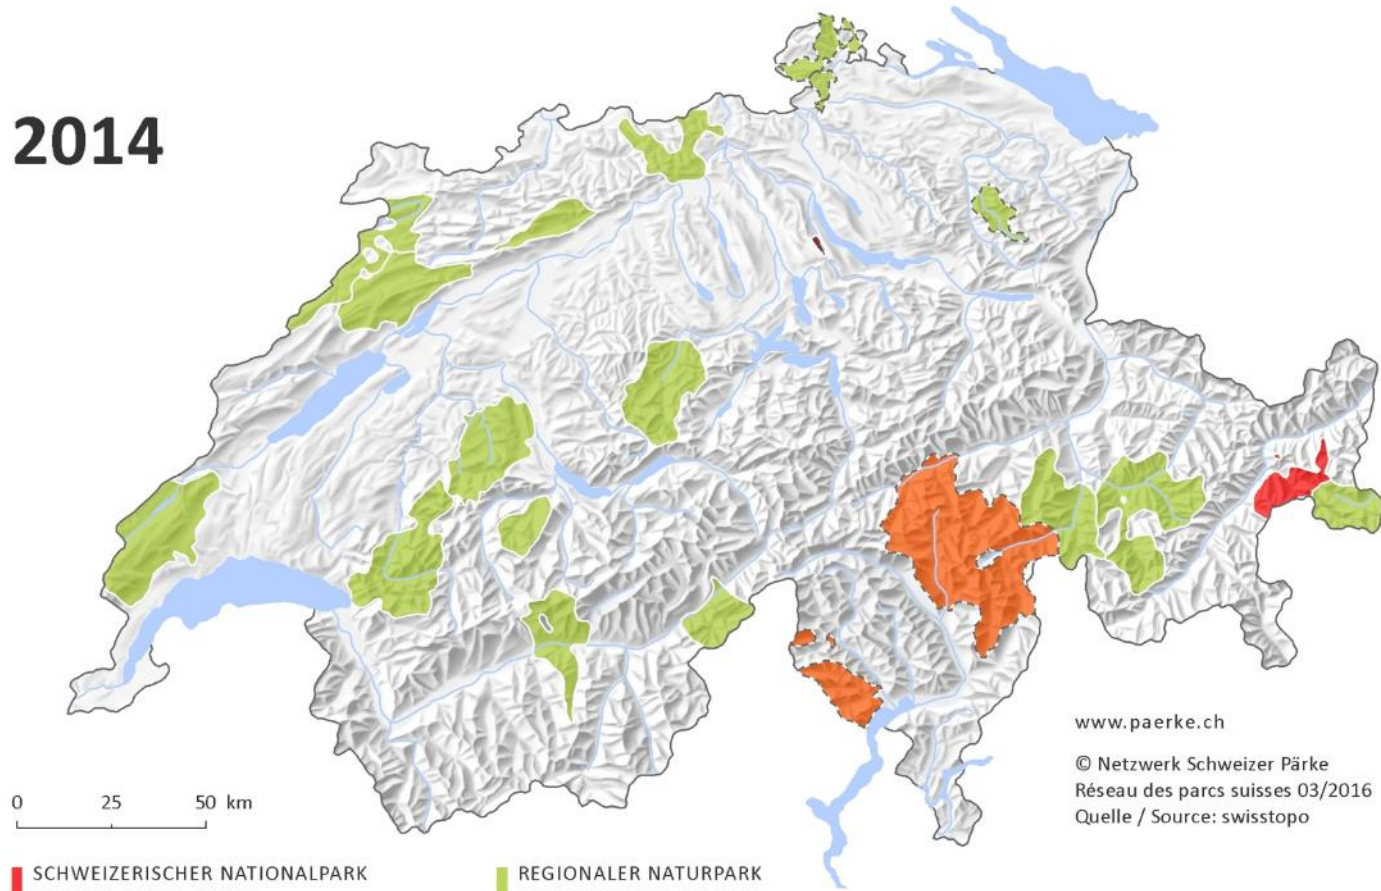 2014
www.paerke.ch
© Netzwerk Schweizer Pärke
Réseau des parcs suisses 03/2016
Quelle / Source: swisstopo
0 25 50 km
SCHWEIZERISCHER NATIONALPARK
REGIONALER NATURPARK